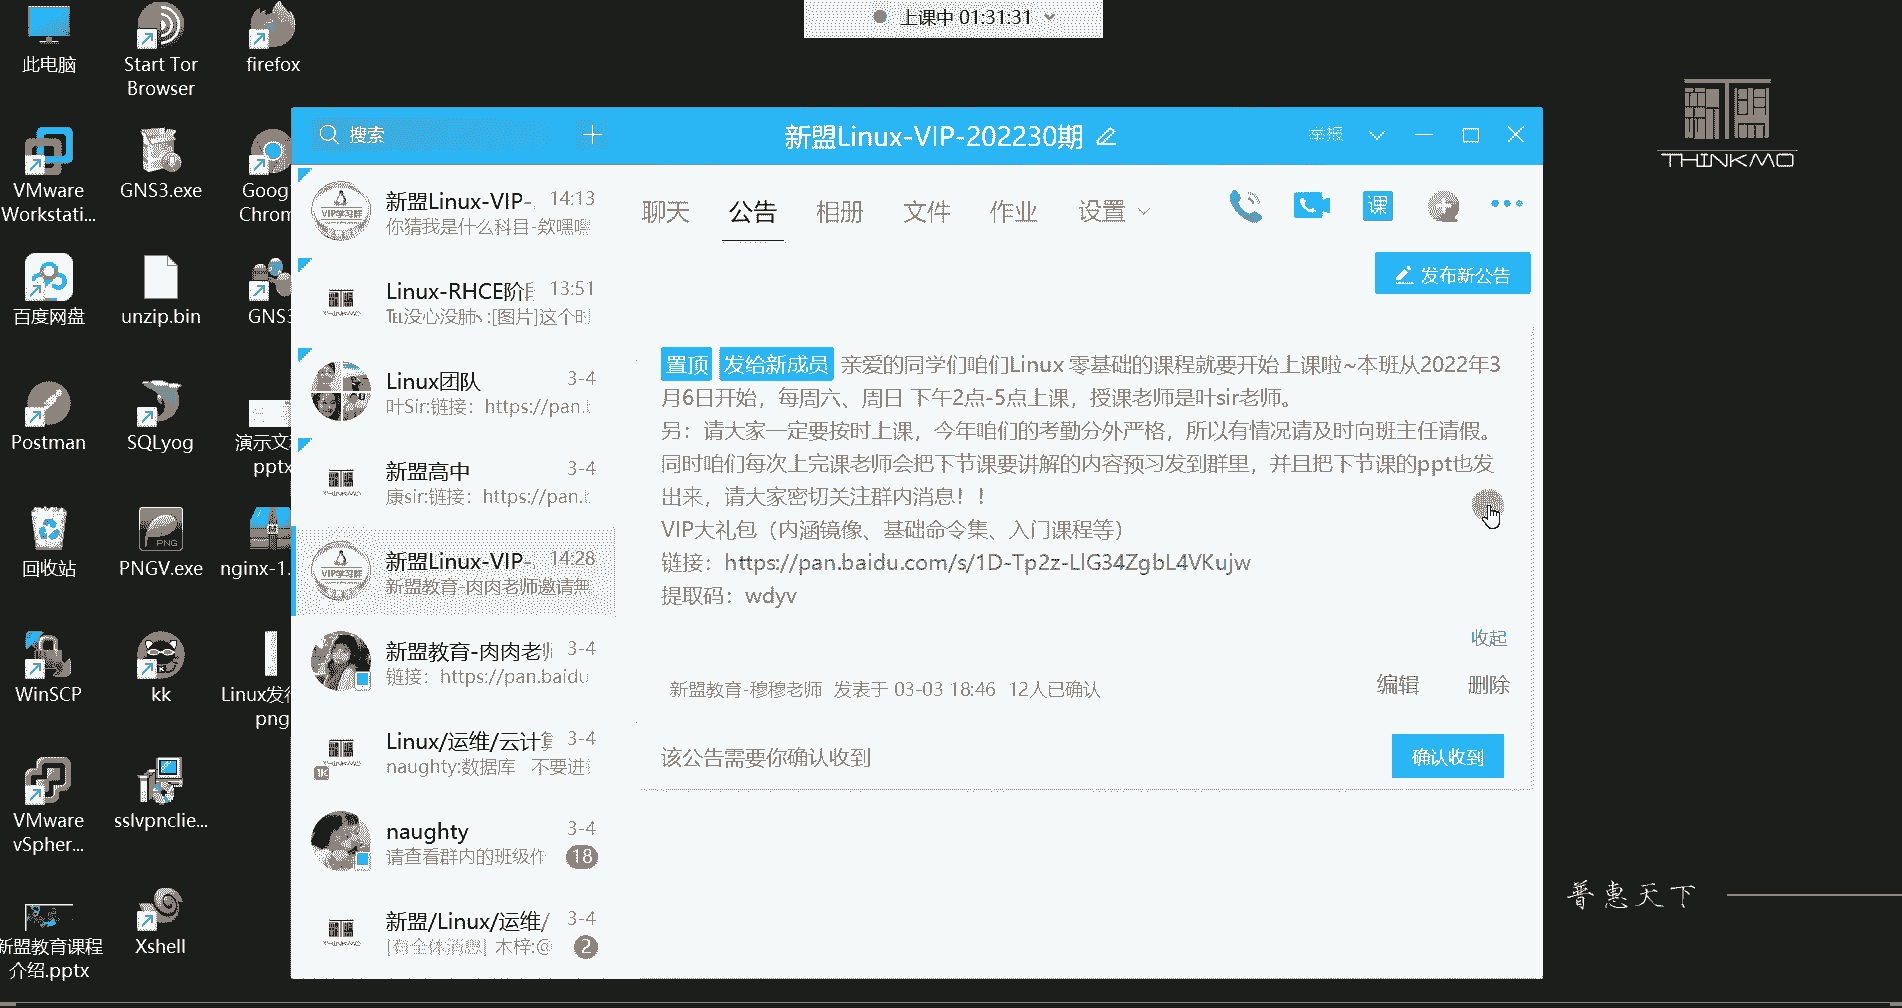 上课中 01:31:31
此电脑
Start Tor
Browser
firefox
THINKMO
VMware
Workstati...
GNS3.exe
Goog
Chrom
百度网盘
unzip.bin
GNS3
Postman
SQLyog
演示文
pptx
回收站
PNGV.exe
nginx-1.
WinSCP
kk
Linux发行
png
VMware
vSpher...
sslvpnclie...
新盟教育课程
介绍.pptx
Xshell
搜索
新盟Linux-VIP-202230期
举报
新盟Linux-VIP- 14:13
你猜我是什么科目-欸嘿嘿
Linux-RHCE阶段 13:51
没心没肺:[图片]这个时
Linux团队 3-4
叶Sir:链接：https://pan.b
新盟高中 3-4
康sir:链接：https://pan.b
新盟Linux-VIP- 14:28
新盟教育-肉肉老师邀请無
新盟教育-肉肉老师 3-4
链接：https://pan.baidu
Linux/运维/云计算 3-4
naughty:数据库 不要进行
naughty 3-4
请查看群内的班级作 18
新盟/Linux/运维/ 3-4
[有全体消息] 木梓:@ 2
聊天 公告 相册 文件 作业 设置
课
发布新公告
置顶 发给新成员 亲爱的同学们咱们Linux 零基础的课程就要开始上课啦~本班从2022年3
月6日开始，每周六、周日 下午2点-5点上课，授课老师是叶sir老师。
另：请大家一定要按时上课，今年咱们的考勤分外严格，所以有情况请及时向班主任请假。
同时咱们每次上完课老师会把下节课要讲解的内容预习发到群里，并且把下节课的ppt也发
出来，请大家密切关注群内消息！！
VIP大礼包（内涵镜像、基础命令集、入门课程等）
链接：https://pan.baidu.com/s/1D-Tp2z-LlG34ZgbL4VKujw
提取码：wdyv
收起
新盟教育-穆穆老师 发表于 03-03 18:46 12人已确认
编辑 删除
该公告需要你确认收到
确认收到
普惠天下